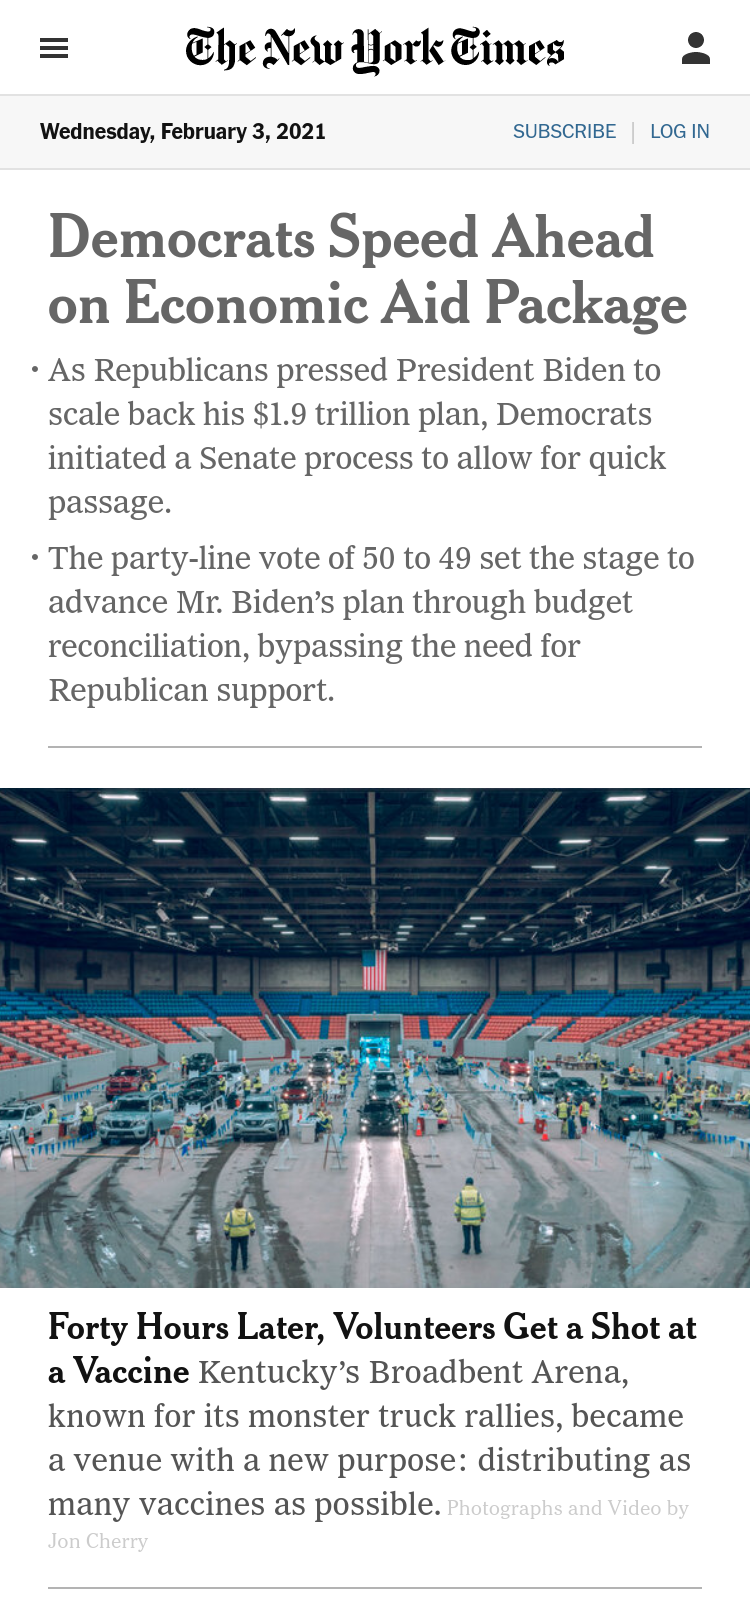 The New York Times
Wednesday, February 3, 2021
SUBSCRIBE | LOG IN
Democrats Speed Ahead
on Economic Aid Package
• As Republicans pressed President Biden to
scale back his $1.9 trillion plan, Democrats
initiated a Senate process to allow for quick
passage.
• The party-line vote of 50 to 49 set the stage to
advance Mr. Biden’s plan through budget
reconciliation, bypassing the need for
Republican support.
Forty Hours Later, Volunteers Get a Shot at
a Vaccine Kentucky’s Broadbent Arena,
known for its monster truck rallies, became
a venue with a new purpose: distributing as
many vaccines as possible. Photographs and Video by
Jon Cherry